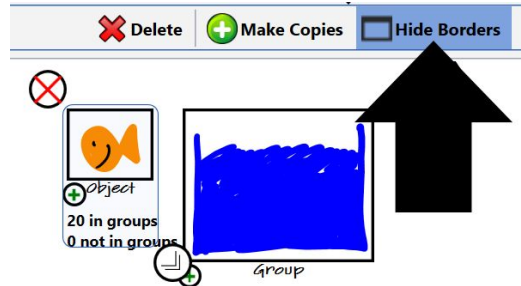 Delete Make Copies Hide Borders
Object
20 in groups
0 not in groups
Group